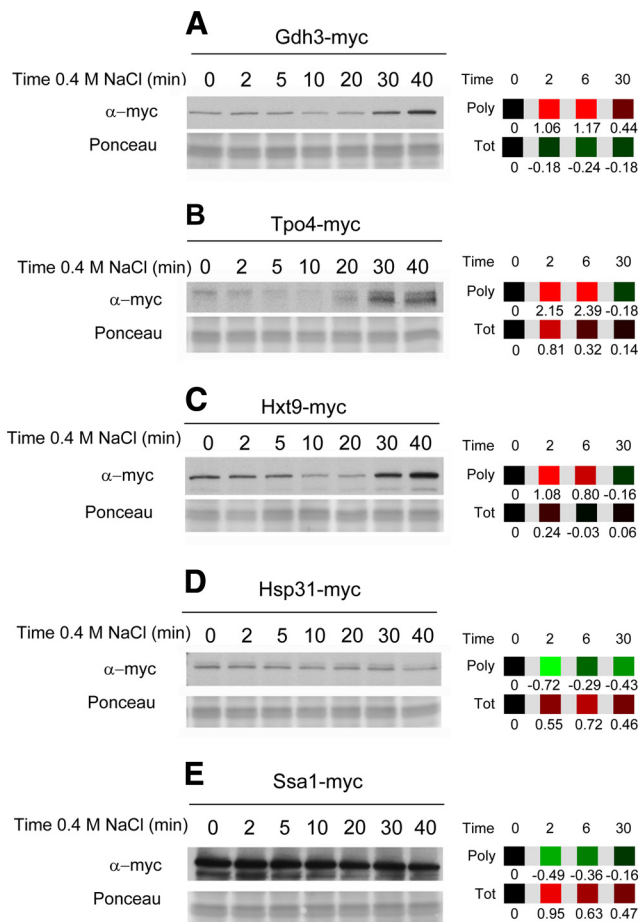 A
Gdh3-myc
Time 0.4 M NaCl (min) 0 2 5 10 20 30 40
α−myc
Ponceau
Time 0 2 6 30
Poly
0 1.06 1.17 0.44
Tot
0 -0.18 -0.24 -0.18
B
Tpo4-myc
Time 0.4 M NaCl (min) 0 2 5 10 20 30 40
α−myc
Ponceau
Time 0 2 6 30
Poly
0 2.15 2.39 -0.18
Tot
0 0.81 0.32 0.14
C
Hxt9-myc
Time 0.4 M NaCl (min) 0 2 5 10 20 30 40
α−myc
Ponceau
Time 0 2 6 30
Poly
0 1.08 0.80 -0.16
Tot
0 0.24 -0.03 0.06
D
Hsp31-myc
Time 0.4 M NaCl (min) 0 2 5 10 20 30 40
α−myc
Ponceau
Time 0 2 6 30
Poly
0 -0.72 -0.29 -0.43
Tot
0 0.55 0.72 0.46
E
Ssa1-myc
Time 0.4 M NaCl (min) 0 2 5 10 20 30 40
α−myc
Ponceau
Time 0 2 6 30
Poly
0 -0.49 -0.36 -0.16
Tot
0 0.95 0.63 0.47